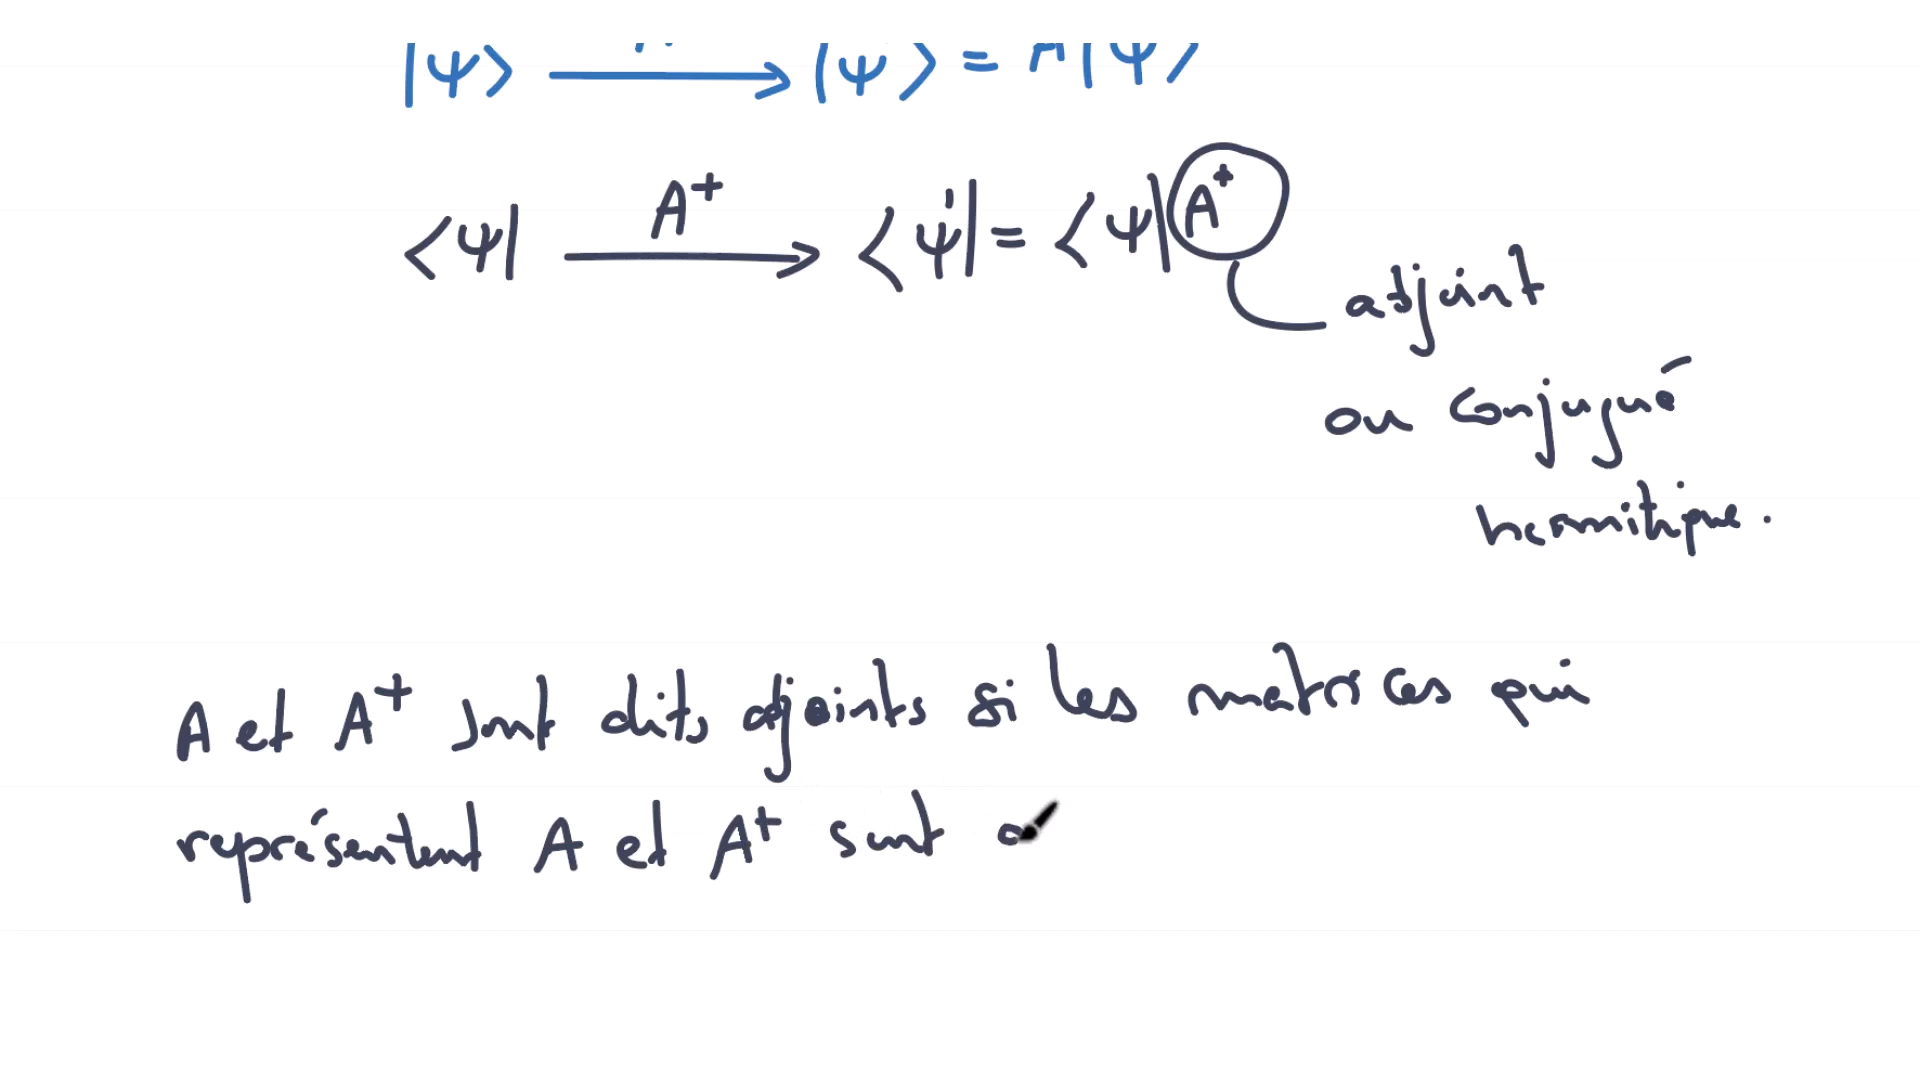 |Ψ⟩ ⟶ |Ψ'⟩ = A|Ψ⟩
A⁺
⟨Ψ| ⟶ ⟨Ψ'| = ⟨Ψ|A⁺
adjoint
ou conjugué
hermitique.
A et A⁺ sont dits adjoints si les matrices qui
représentent A et A⁺ sont